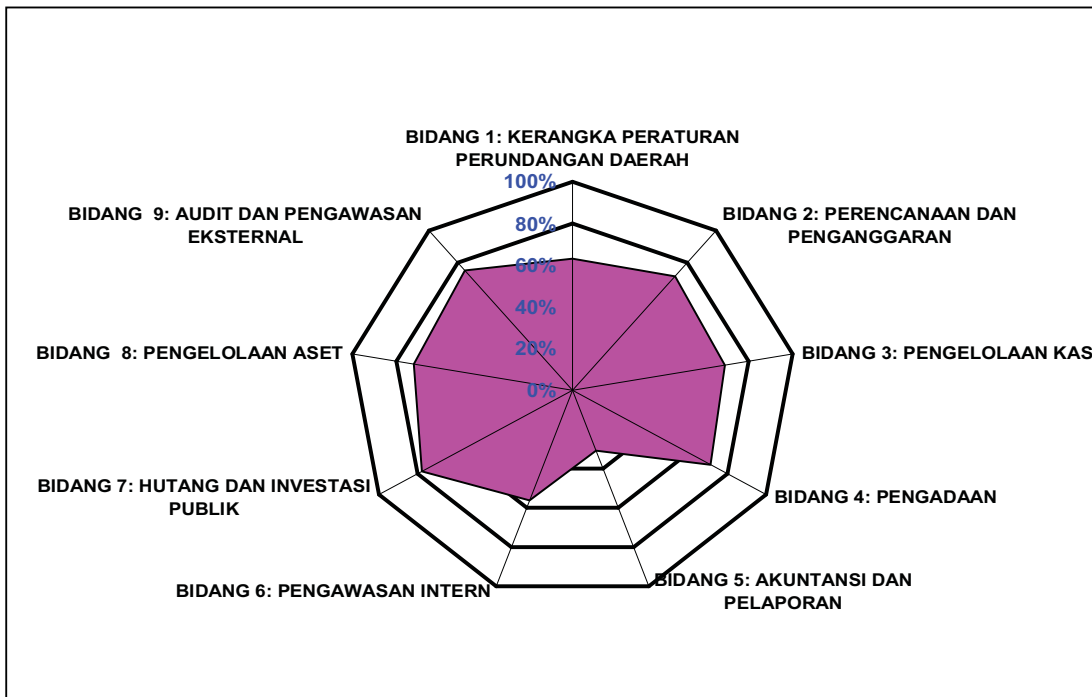 BIDANG 1: KERANGKA PERATURAN
PERUNDANGAN DAERAH
100%
80%
60%
40%
20%
0%
BIDANG 2: PERENCANAAN DAN
PENGANGGARAN
BIDANG 3: PENGELOLAAN KAS
BIDANG 4: PENGADAAN
BIDANG 5: AKUNTANSI DAN
PELAPORAN
BIDANG 6: PENGAWASAN INTERN
BIDANG 7: HUTANG DAN INVESTASI
PUBLIK
BIDANG 8: PENGELOLAAN ASET
BIDANG 9: AUDIT DAN PENGAWASAN
EKSTERNAL